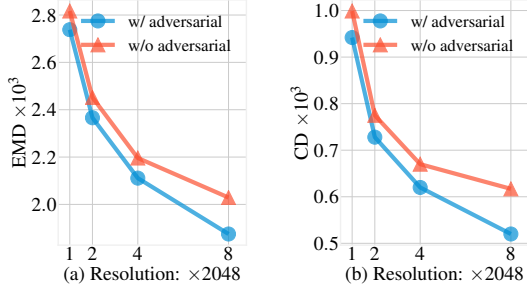 2.8
2.6
2.4
2.2
2.0
EMD ×10³
w/ adversarial
w/o adversarial
1 2 4 8
(a) Resolution: ×2048
1.0
0.9
0.8
0.7
0.6
0.5
CD ×10³
w/ adversarial
w/o adversarial
1 2 4 8
(b) Resolution: ×2048